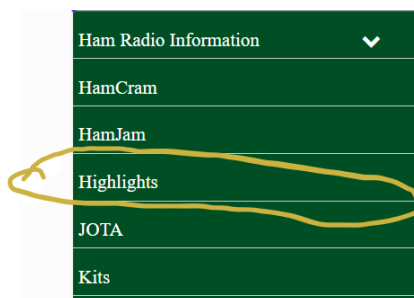 Ham Radio Information
HamCram
HamJam
Highlights
JOTA
Kits